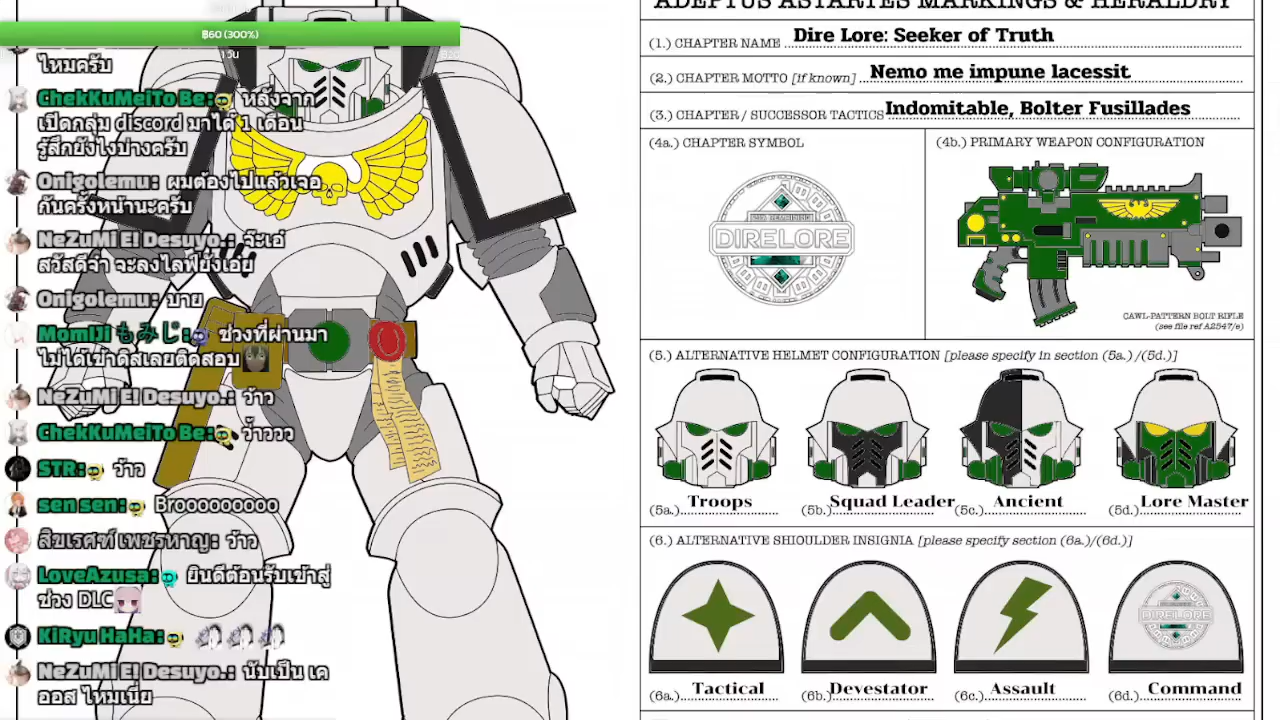 ฿60 (300%)
ไหมครับ
ChekKuMeiTo Be: หลังจาก
เปิดกลุ่ม discord มาได้ 1 เดือน
รู้สึกยังไงบ้างครับ
Onigolemu: ผมต้องไปแล้วเจอ
กันครั้งหน้านะครับ
NeZuMi El Desuyo.: จ๊ะเอ๋
สวัสดีจ้า จะลงไลฟ์ยังเอ่ย
Onigolemu: บาย
MomIJi もみじ: ช่วงที่ผ่านมา
ไม่ได้เข้าดิสเลยติดสอบ
NeZuMi El Desuyo.: ว้าว
ChekKuMeiTo Be: ว้าววว
STR: ว้าว
sen sen: Broooooooooo
สิขเรศฑ์ เพชรหาญ: ว้าว
LoveAzusa: ยินดีต้อนรับเข้าสู่
ช่วง DLC
KiRyu HaHa:
NeZuMi El Desuyo.: นับเป็น เค
ออส ไหมเนี่ย
ADEPTUS ASTARTES MARKINGS & HERALDRY
(1.) CHAPTER NAME Dire Lore: Seeker of Truth
(2.) CHAPTER MOTTO [if known] Nemo me impune lacessit
(3.) CHAPTER / SUCCESSOR TACTICS Indomitable, Bolter Fusillades
(4a.) CHAPTER SYMBOL
DIRELORE
(4b.) PRIMARY WEAPON CONFIGURATION
CAWL-PATTERN BOLT RIFLE
(see file ref A2547/e)
(5.) ALTERNATIVE HELMET CONFIGURATION [please specify in section (5a.)/(5d.)]
(5a.) Troops (5b.) Squad Leader (5c.) Ancient (5d.) Lore Master
(6.) ALTERNATIVE SHOULDER INSIGNIA [please specify section (6a.)/(6d.)]
DIRELORE
(6a.) Tactical (6b.) Devestator (6c.) Assault (6d.) Command